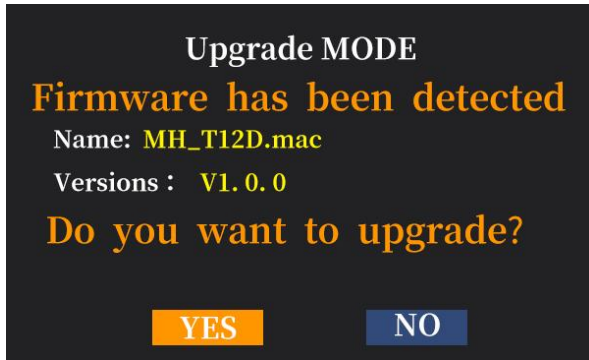 Upgrade MODE
Firmware has been detected
Name: MH_T12D.mac
Versions： V1.0.0
Do you want to upgrade?
YES NO